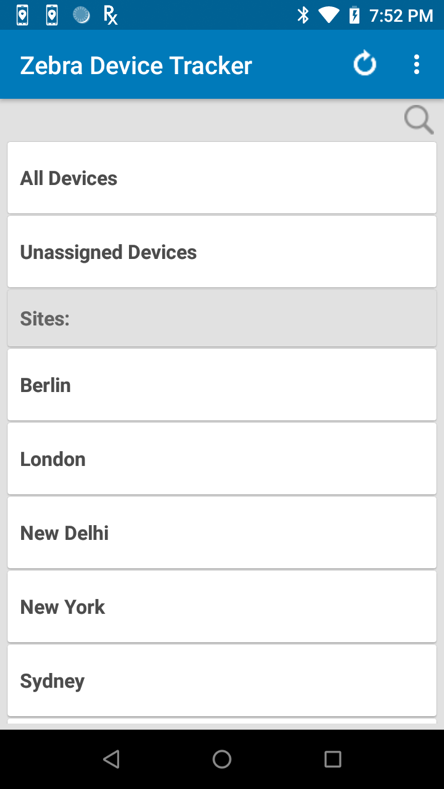 7:52 PM
Zebra Device Tracker
All Devices
Unassigned Devices
Sites:
Berlin
London
New Delhi
New York
Sydney